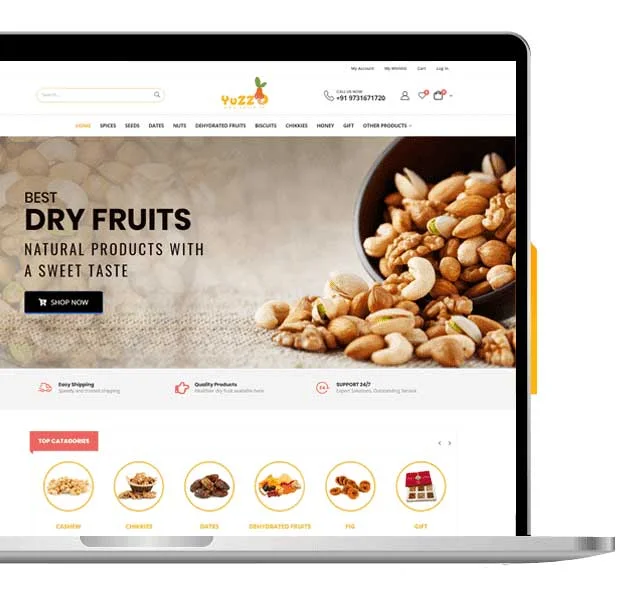 My Account My Wishlist Cart Log In
Search...
YuZZ
CALL US NOW
+91 9731671720
HOME SPICES SEEDS DATES NUTS DEHYDRATED FRUITS BISCUITS CHIKKIES HONEY GIFT OTHER PRODUCTS
BEST
DRY FRUITS
NATURAL PRODUCTS WITH
A SWEET TASTE
SHOP NOW
Easy Shipping
Speedy and trusted shipping
Quality Products
Healthier dry fruit available here
SUPPORT 24/7
Expert Solutions, Outstanding Service
TOP CATAGORIES
CASHEW CHIKKIES DATES DEHYDRATED FRUITS FIG GIFT